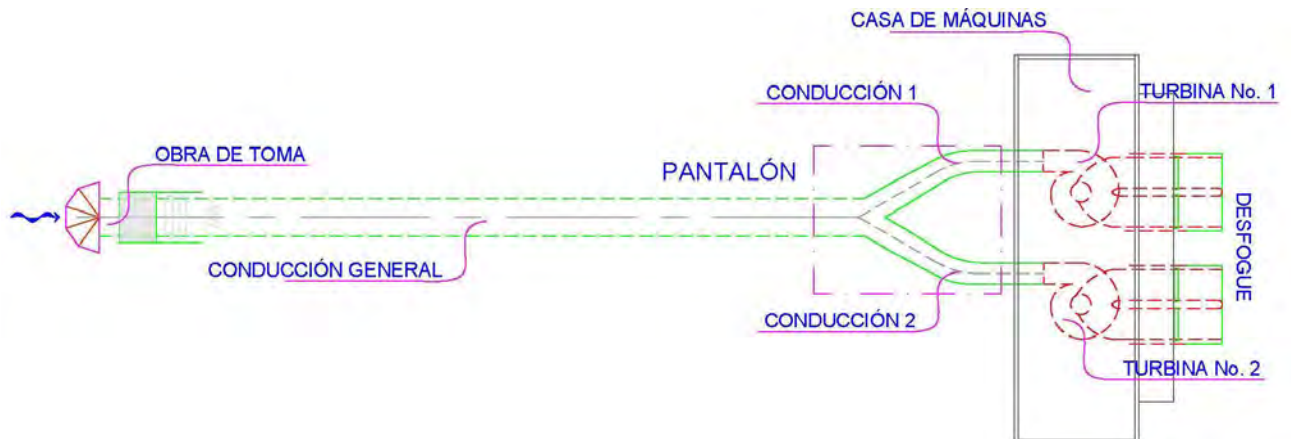 CASA DE MÁQUINAS
CONDUCCIÓN 1
TURBINA No. 1
OBRA DE TOMA
PANTALÓN
DESFOGUE
CONDUCCIÓN GENERAL
CONDUCCIÓN 2
TURBINA No. 2